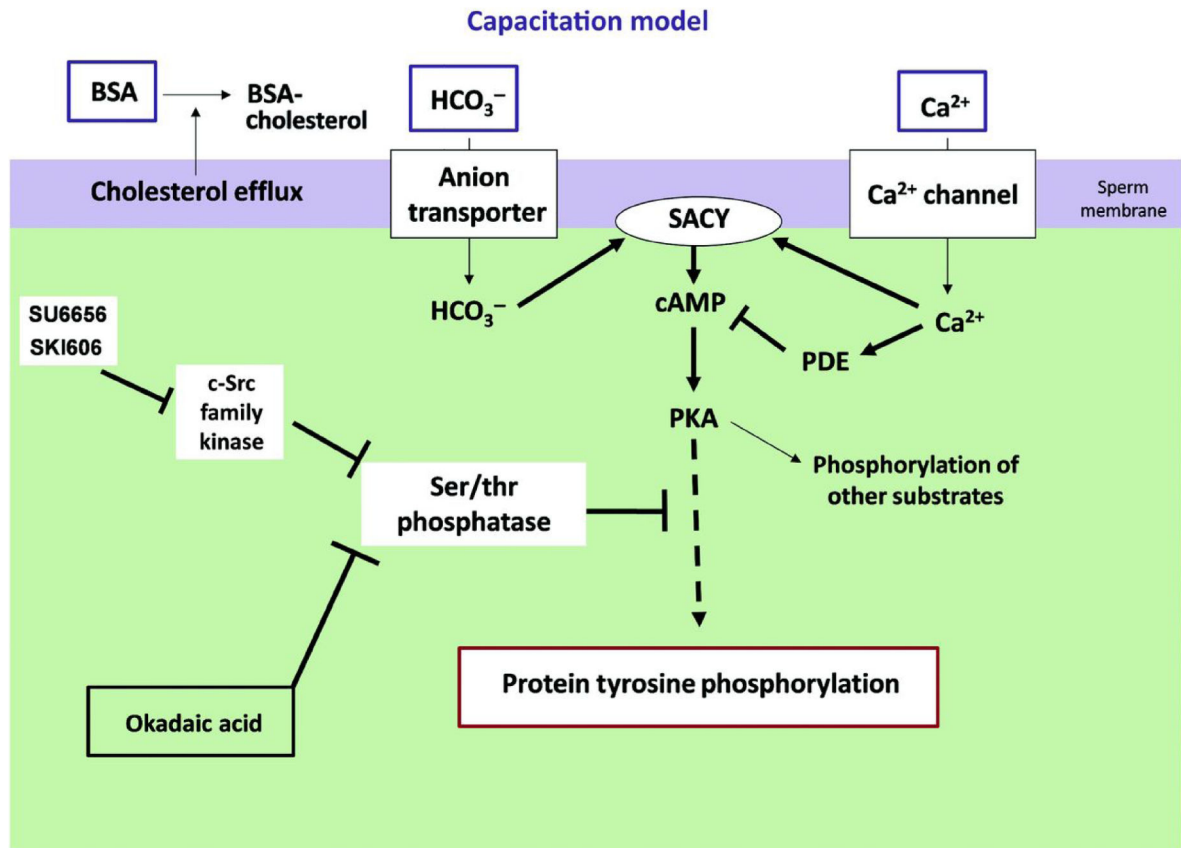 Capacitation model
BSA
BSA-
cholesterol
HCO₃⁻
Ca²⁺
Cholesterol efflux
Anion
transporter
SACY
Ca²⁺ channel
Sperm
membrane
HCO₃⁻
cAMP
Ca²⁺
PDE
SU6656
SKI606
c-Src
family
kinase
PKA
Phosphorylation of
other substrates
Ser/thr
phosphatase
Protein tyrosine phosphorylation
Okadaic acid